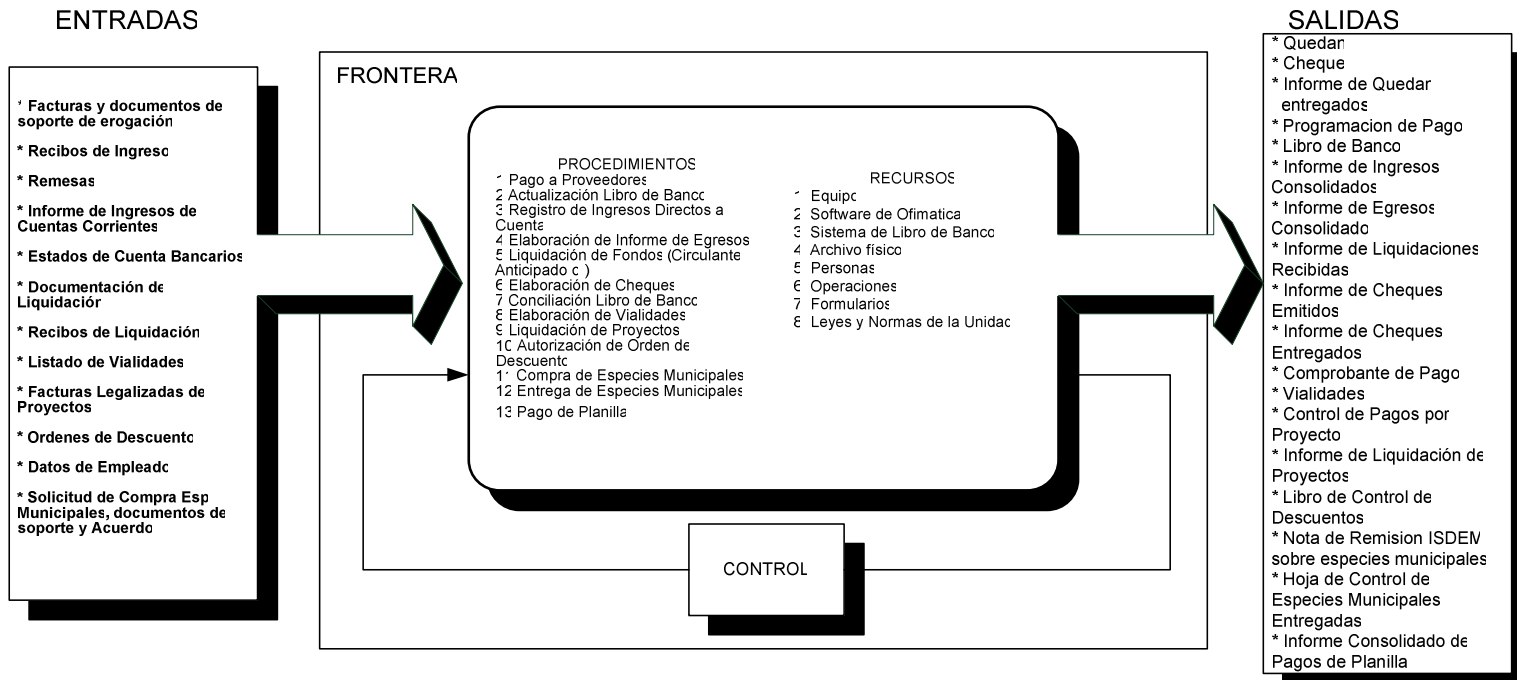 ENTRADAS
* Facturas y documentos de
soporte de erogación
* Recibos de Ingreso
* Remesas
* Informe de Ingresos de
Cuentas Corrientes
* Estados de Cuenta Bancarios
* Documentación de
Liquidación
* Recibos de Liquidación
* Listado de Vialidades
* Facturas Legalizadas de
Proyectos
* Ordenes de Descuento
* Datos de Empleado
* Solicitud de Compra Esp
Municipales, documentos de
soporte y Acuerdo
FRONTERA
PROCEDIMIENTOS
1 Pago a Proveedores
2 Actualización Libro de Banco
3 Registro de Ingresos Directos a
Cuenta
4 Elaboración de Informe de Egresos
5 Liquidación de Fondos (Circulante
Anticipado o )
6 Elaboración de Cheques
7 Conciliación Libro de Banco
8 Elaboración de Vialidades
9 Liquidación de Proyectos
10 Autorización de Orden de
Descuento
11 Compra de Especies Municipales
12 Entrega de Especies Municipales
13 Pago de Planilla
RECURSOS
1 Equipo
2 Software de Ofimatica
3 Sistema de Libro de Banco
4 Archivo físico
5 Personas
6 Operaciones
7 Formularios
8 Leyes y Normas de la Unidad
CONTROL
SALIDAS
* Quedan
* Cheque
* Informe de Quedan
entregados
* Programacion de Pago
* Libro de Banco
* Informe de Ingresos
Consolidados
* Informe de Egresos
Consolidado
* Informe de Liquidaciones
Recibidas
* Informe de Cheques
Emitidos
* Informe de Cheques
Entregados
* Comprobante de Pago
* Vialidades
* Control de Pagos por
Proyecto
* Informe de Liquidación de
Proyectos
* Libro de Control de
Descuentos
* Nota de Remision ISDEM
sobre especies municipales
* Hoja de Control de
Especies Municipales
Entregadas
* Informe Consolidado de
Pagos de Planilla